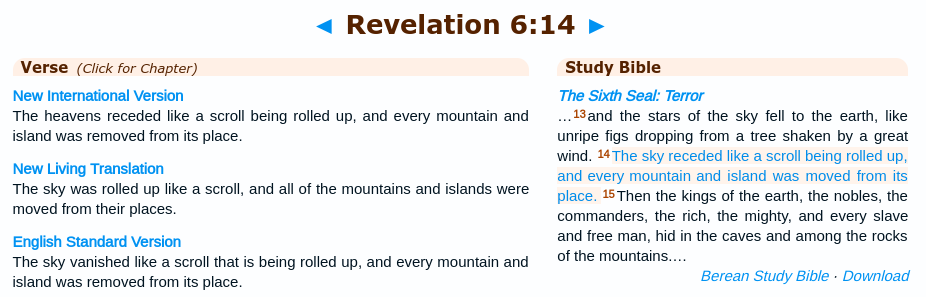 ◄ Revelation 6:14 ►
Verse (Click for Chapter)
New International Version
The heavens receded like a scroll being rolled up, and every mountain and
island was removed from its place.
New Living Translation
The sky was rolled up like a scroll, and all of the mountains and islands were
moved from their places.
English Standard Version
The sky vanished like a scroll that is being rolled up, and every mountain and
island was removed from its place.
Study Bible
The Sixth Seal: Terror
…13and the stars of the sky fell to the earth, like
unripe figs dropping from a tree shaken by a great
wind. 14The sky receded like a scroll being rolled up,
and every mountain and island was moved from its
place. 15Then the kings of the earth, the nobles, the
commanders, the rich, the mighty, and every slave
and free man, hid in the caves and among the rocks
of the mountains.…
Berean Study Bible · Download